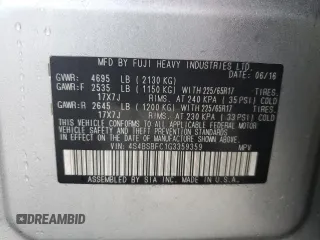 MFD BY FUJI HEAVY INDUSTRIES LTD.
DATE: 06/16
GVWR: 4695 LB ( 2130 KG)
GAWR:F 2535 LB ( 1150 KG) WITH 225/65R17 TIRES.
17X7J RIMS. AT 240 KPA ( 35 PSI) COLD
GAWR:R 2645 LB ( 1200 KG) WITH 225/65R17 TIRES.
17X7J RIMS. AT 230 KPA ( 33 PSI) COLD
THIS VEHICLE CONFORMS TO ALL APPLICABLE FEDERAL MOTOR VEHICLE SAFETY AND THEFT PREVENTION STANDARDS IN EFFECT ON THE DATE OF MANUFACTURE SHOWN ABOVE.
VIN: 4S4BSBFC1G3359359 MPV
ASSEMBLED BY SIA INC. MADE IN U.S.A.
DREAMBID